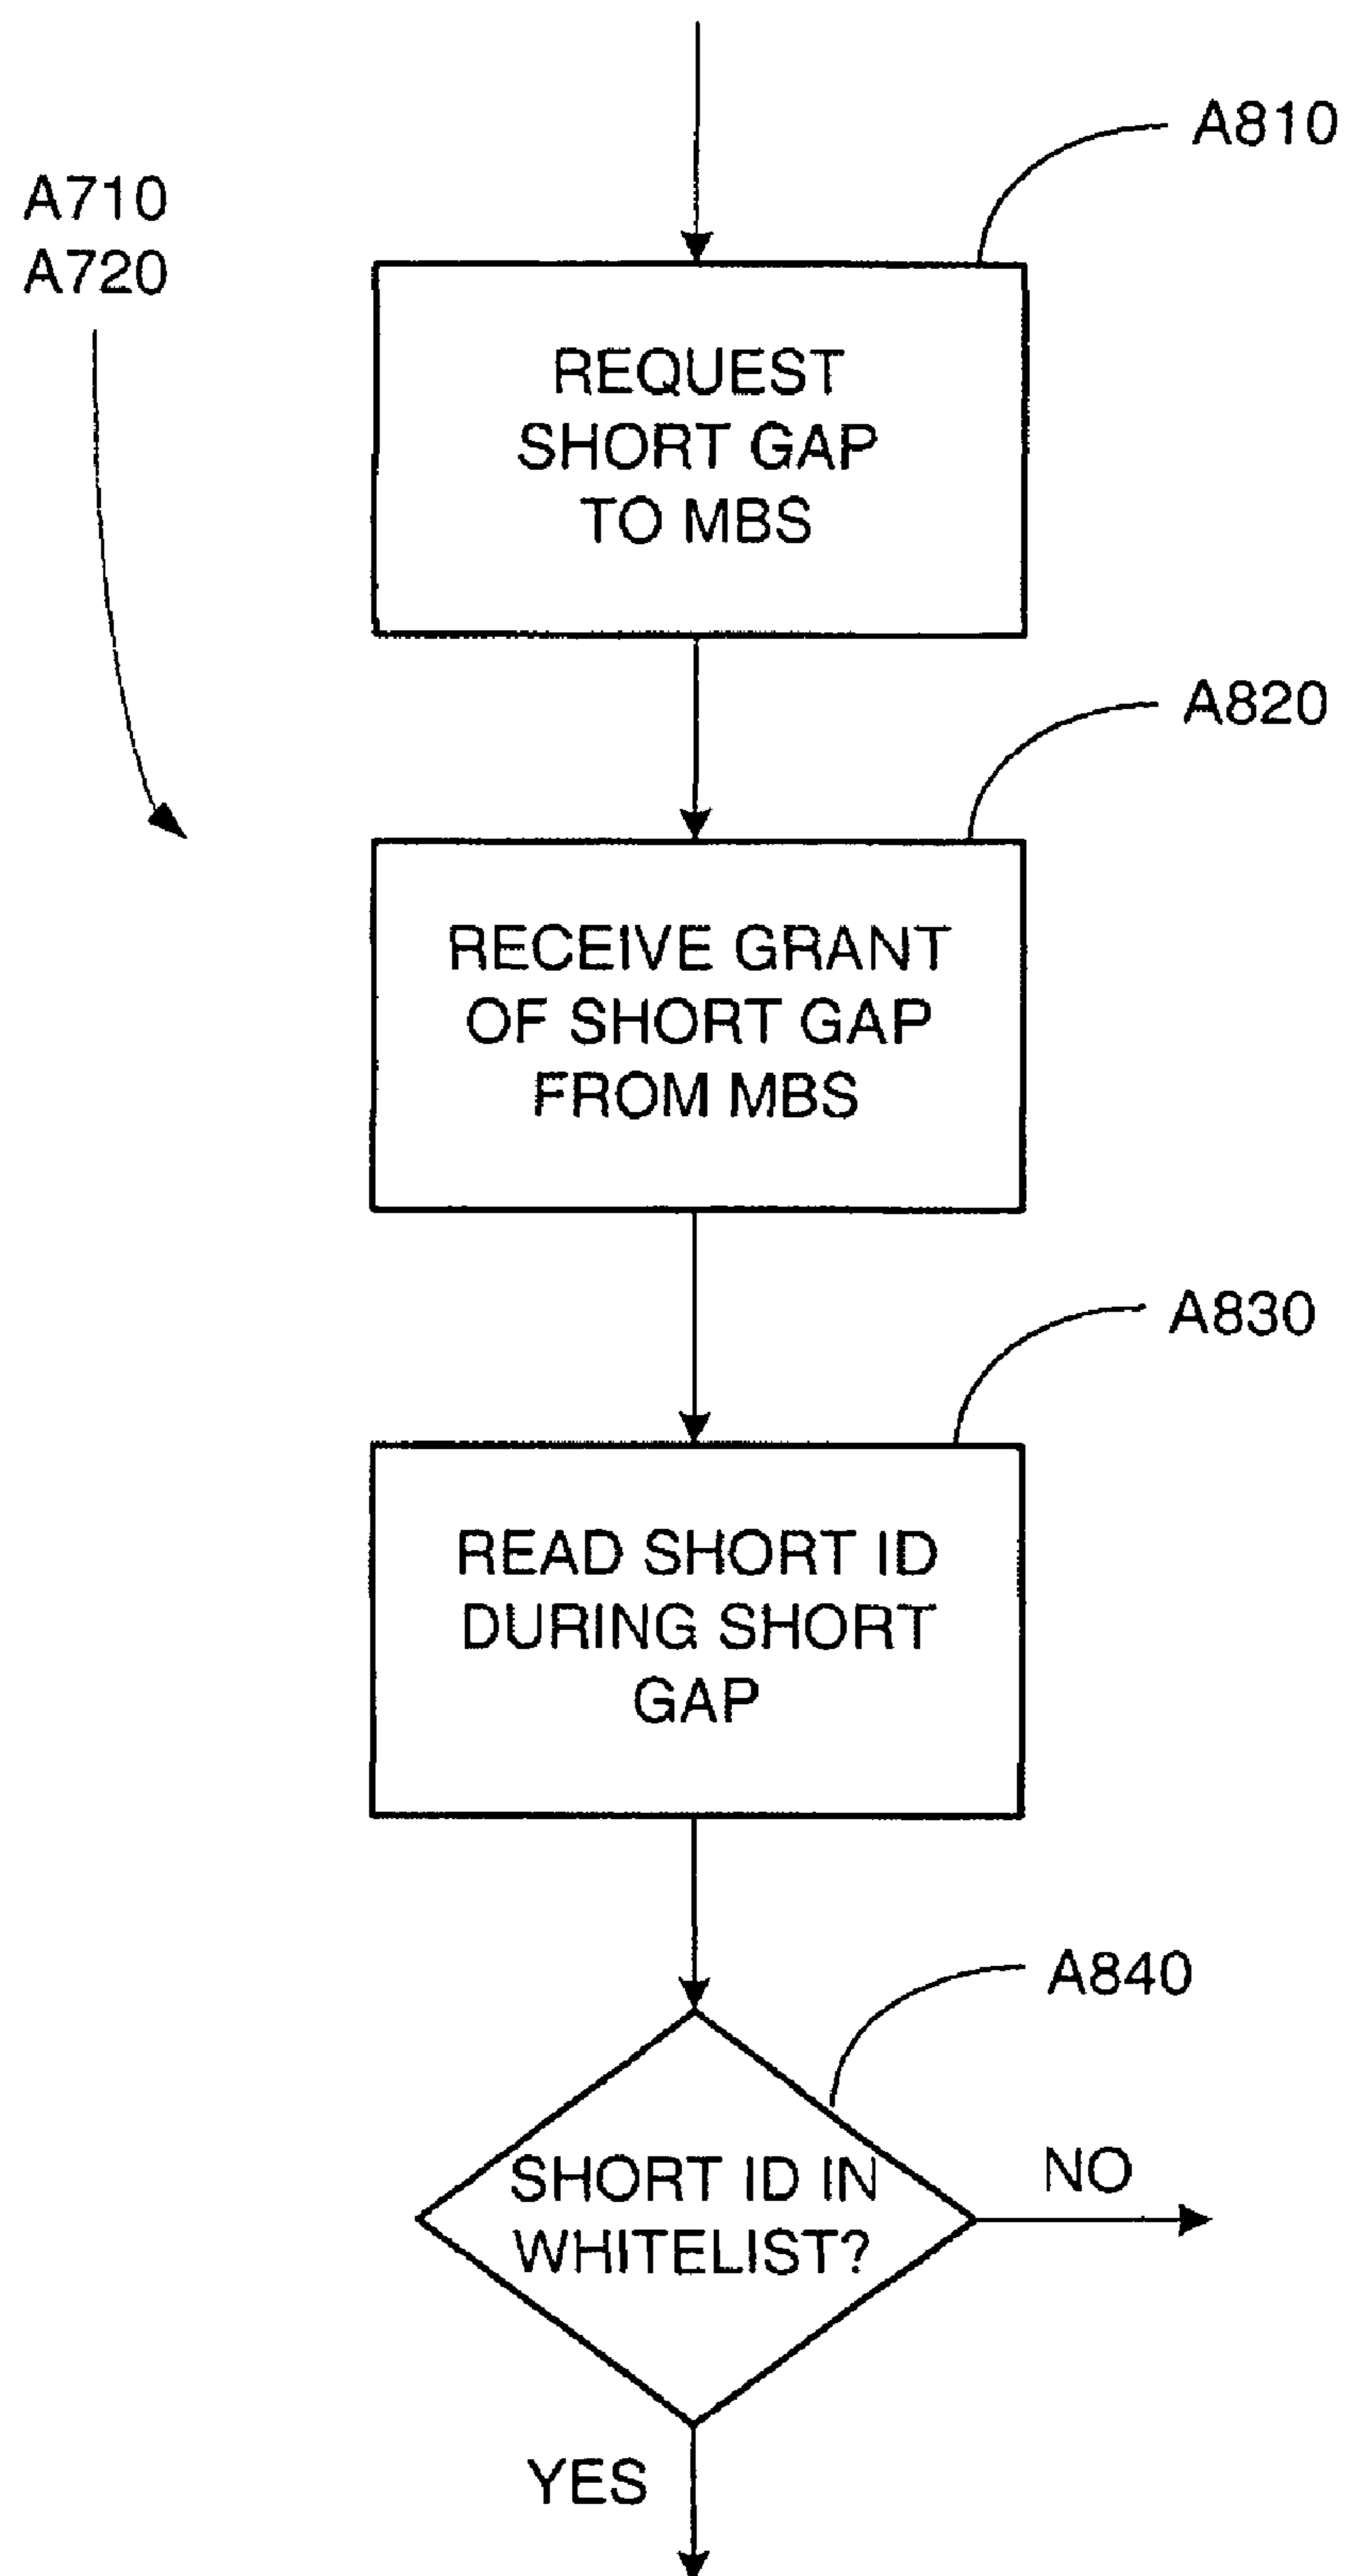 A810
A710
A720
REQUEST
SHORT GAP
TO MBS
A820
RECEIVE GRANT
OF SHORT GAP
FROM MBS
A830
READ SHORT ID
DURING SHORT
GAP
A840
SHORT ID IN
WHITELIST?
NO
YES